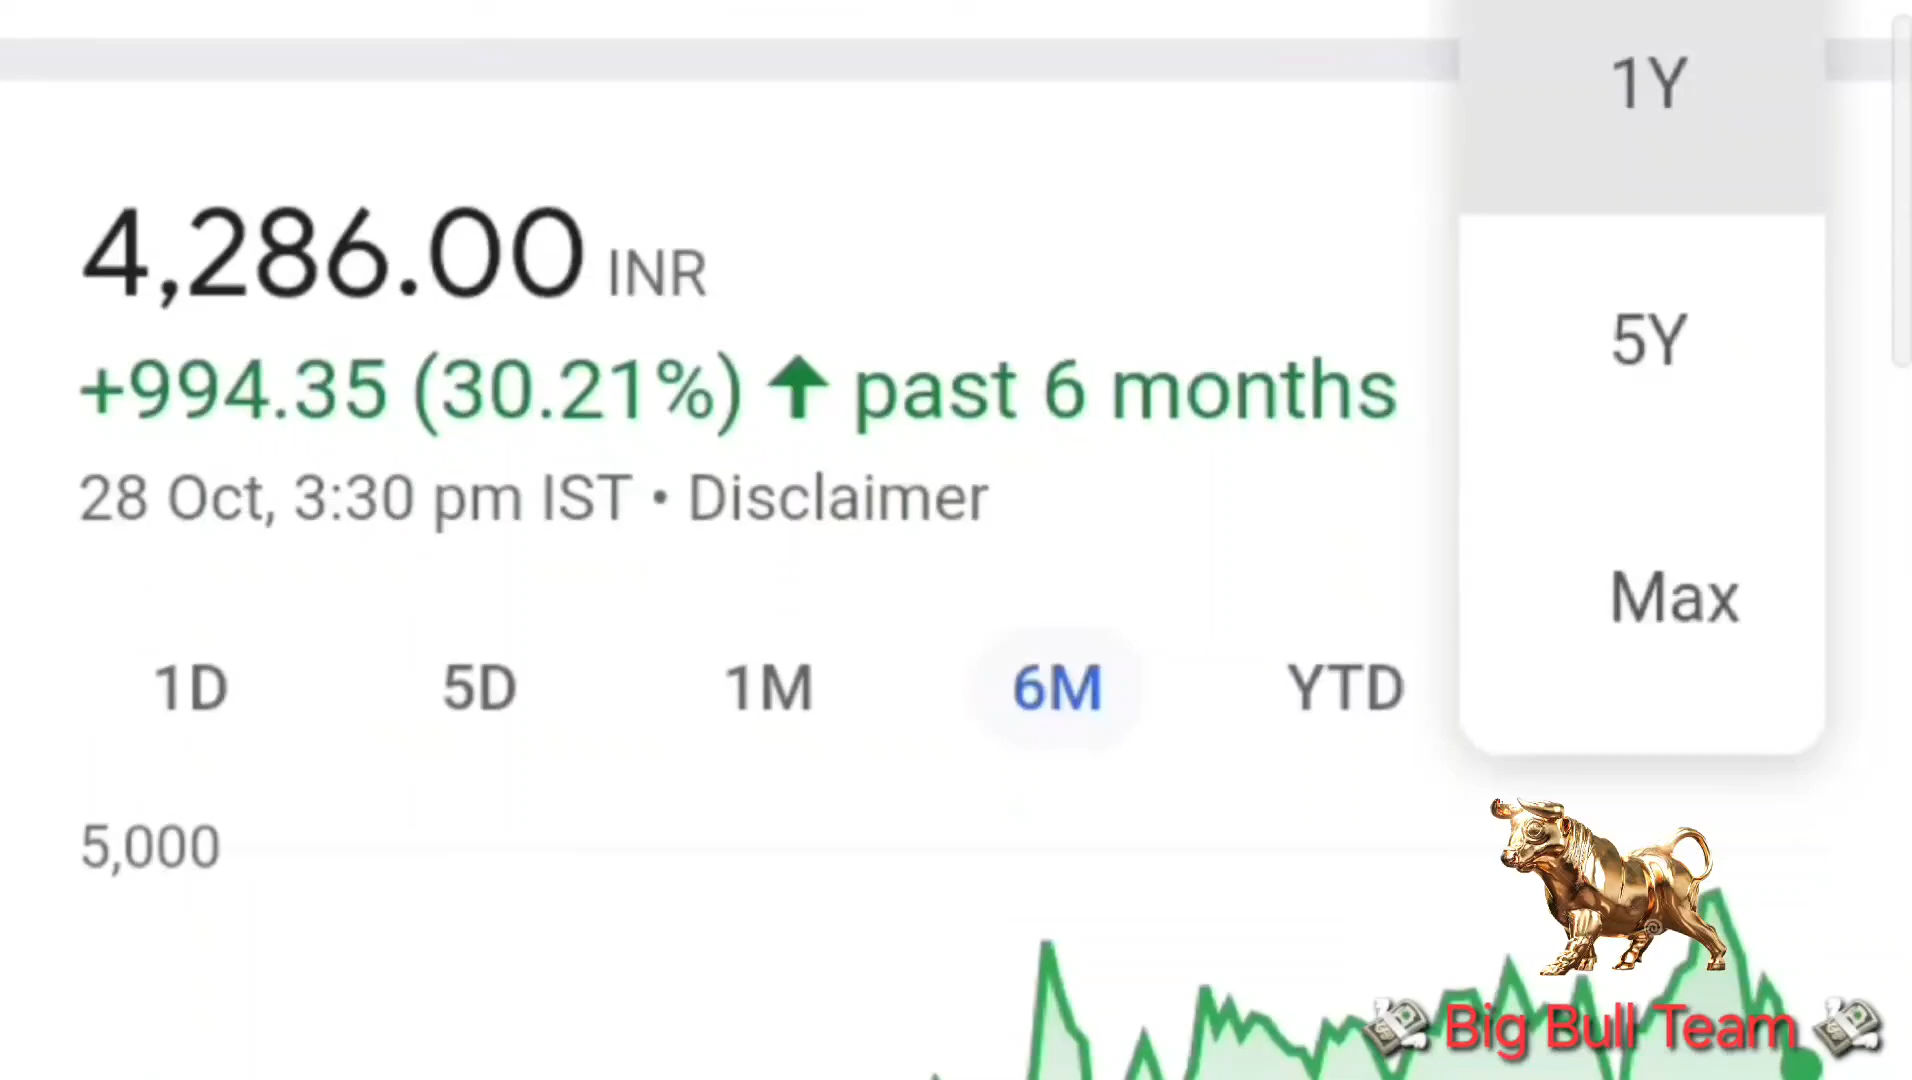 1Y
4,286.00 INR
+994.35 (30.21%) ↑ past 6 months
5Y
28 Oct, 3:30 pm IST • Disclaimer
Max
1D 5D 1M 6M YTD
5,000
Big Bull Team